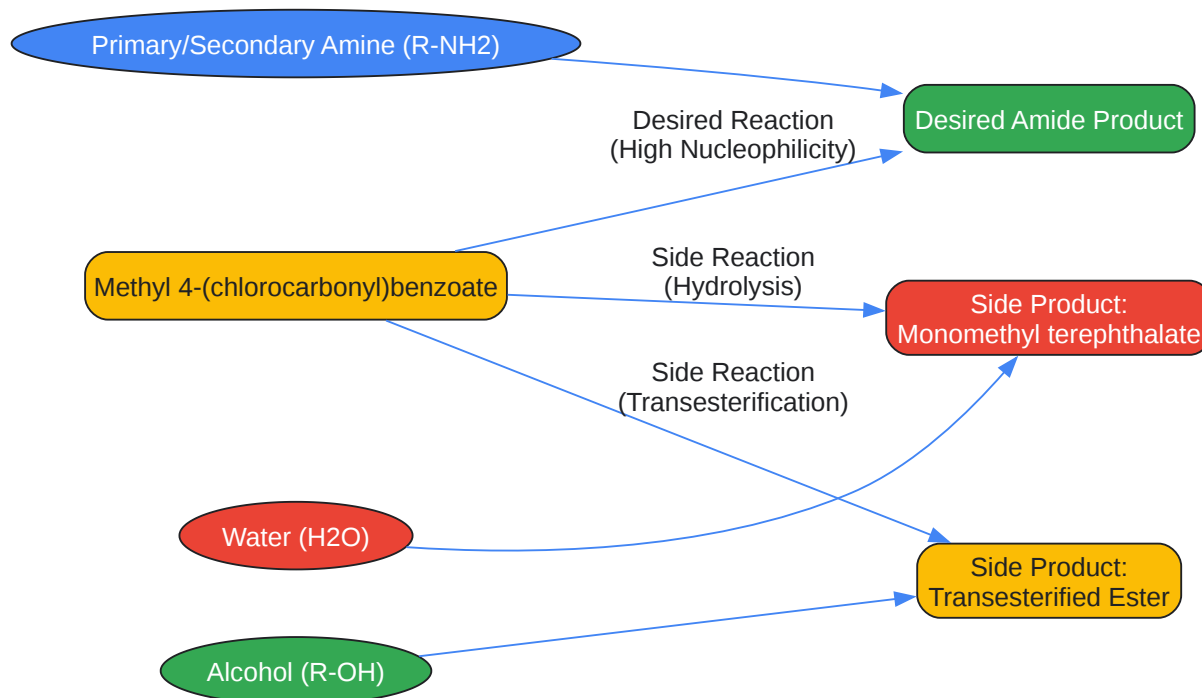 Primary/Secondary Amine (R-NH2)
Desired Amide Product
Desired Reaction
(High Nucleophilicity)
Methyl 4-(chlorocarbonyl)benzoate
Side Reaction
(Hydrolysis)
Side Product:
Monomethyl terephthalate
Side Reaction
(Transesterification)
Water (H2O)
Side Product:
Transesterified Ester
Alcohol (R-OH)